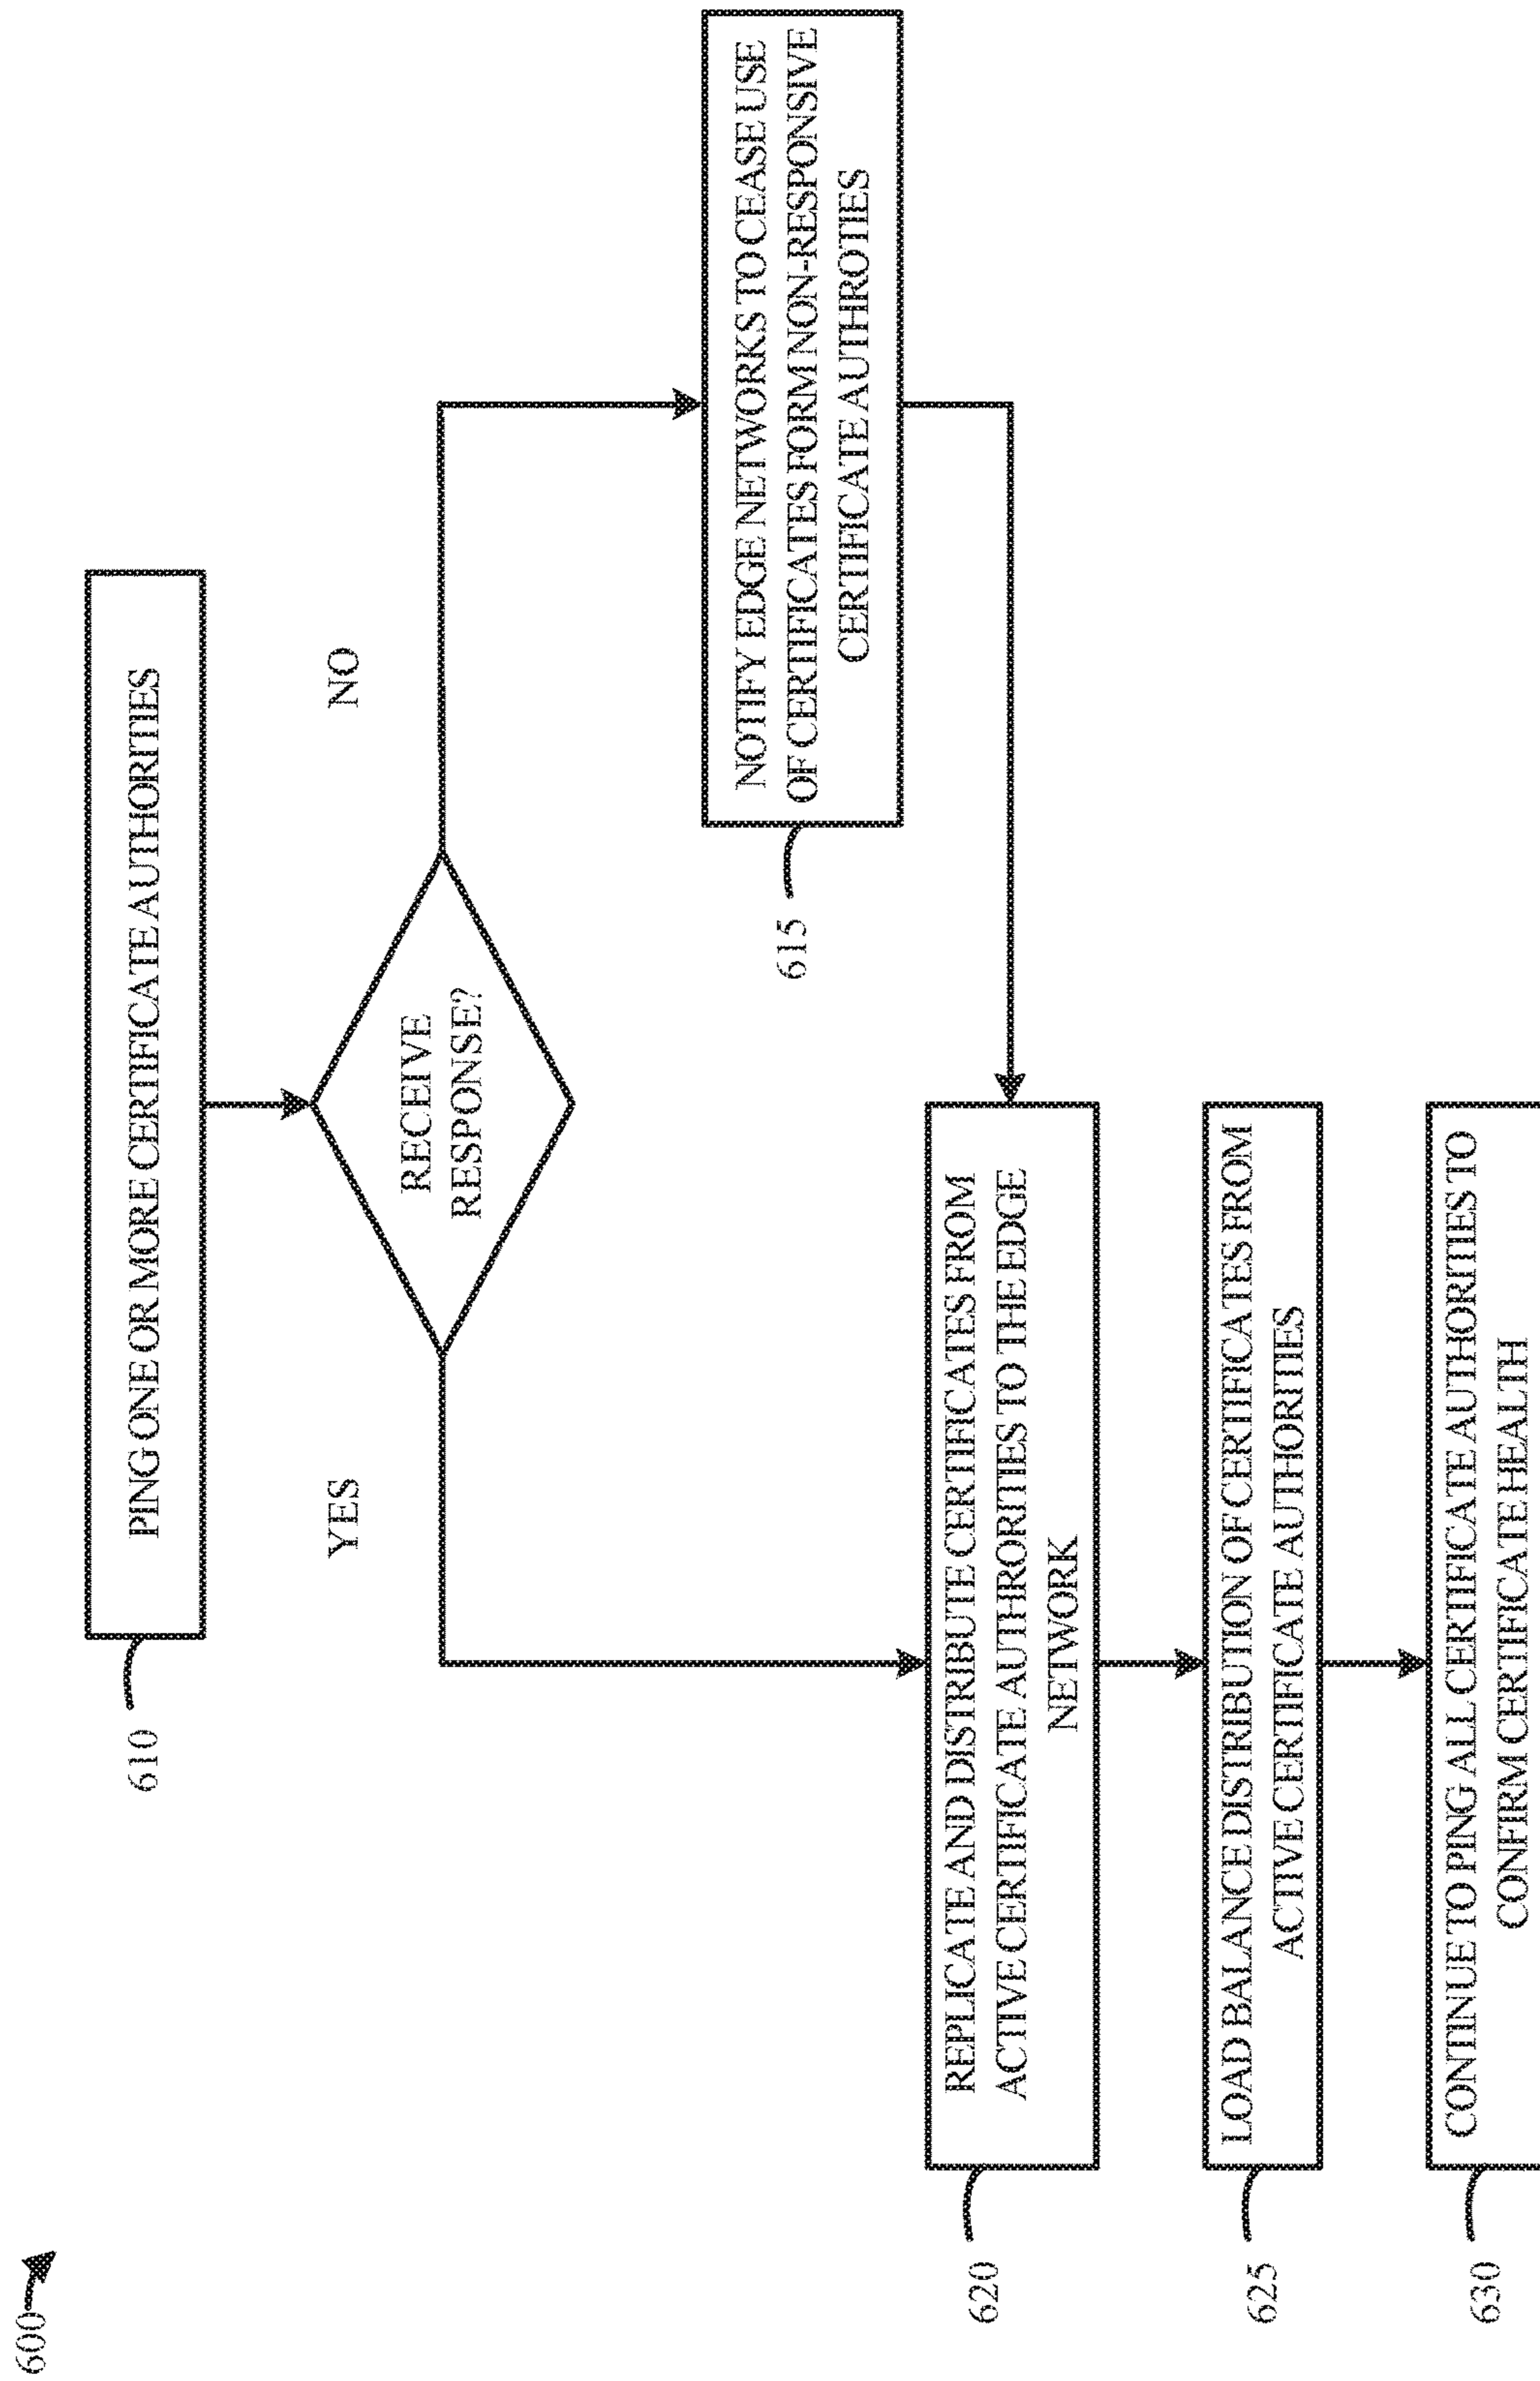 600
PING ONE OR MORE CERTIFICATE AUTHORITIES
610
YES
NO
RECEIVE
RESPONSE?
NOTIFY EDGE NETWORKS TO CEASE USE
OF CERTIFICATES FORM NON-RESPONSIVE
CERTIFICATE AUTHROTIES
615
REPLICATE AND DISTRIBUTE CERTIFICATES FROM
ACTIVE CERTIFICATE AUTHRORITIES TO THE EDGE
NETWORK
620
LOAD BALANCE DISTRIBUTION OF CERTIFICATES FROM
ACTIVE CERTIFICATE AUTHORITIES
625
CONTINUE TO PING ALL CERTIFICATE AUTHORITIES TO
CONFIRM CERTIFICATE HEALTH
630